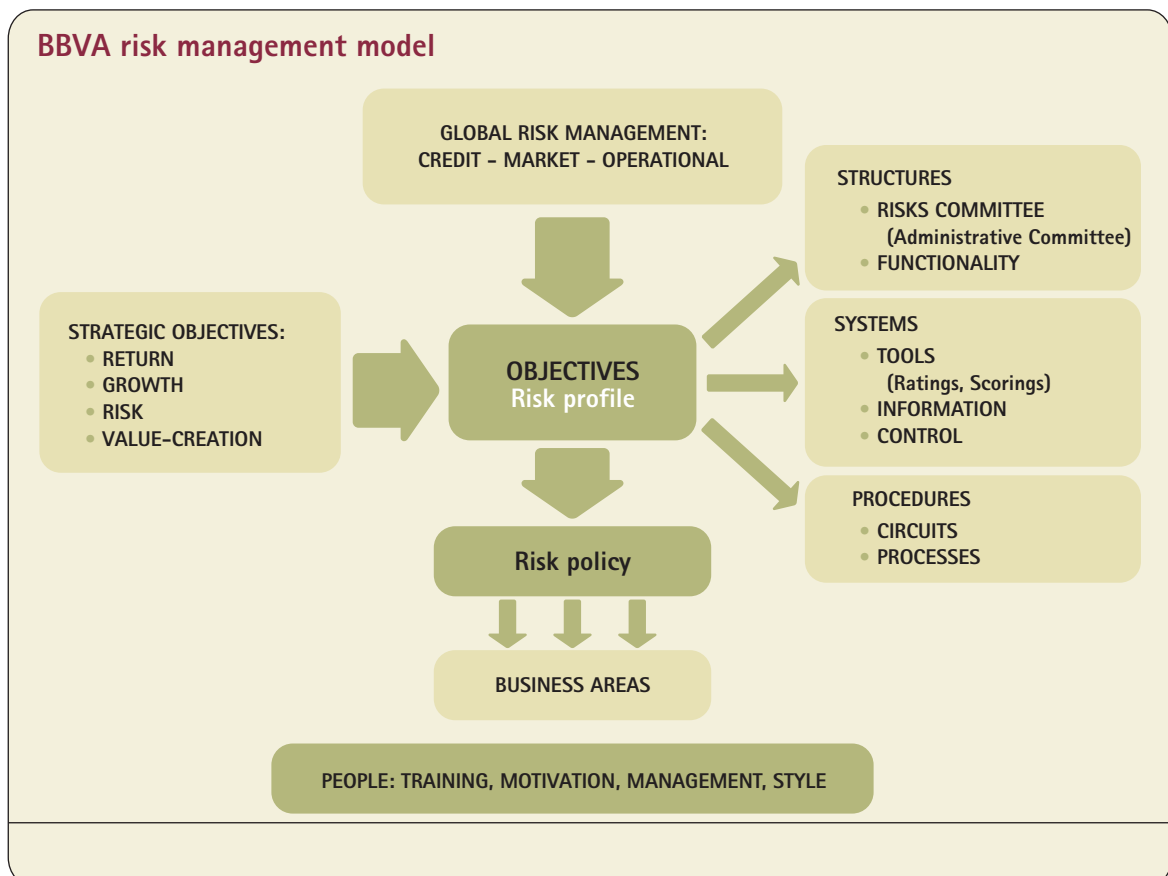 BBVA risk management model
GLOBAL RISK MANAGEMENT:
CREDIT - MARKET - OPERATIONAL
STRUCTURES
• RISKS COMMITTEE
(Administrative Committee)
• FUNCTIONALITY
STRATEGIC OBJECTIVES:
• RETURN
• GROWTH
• RISK
• VALUE-CREATION
OBJECTIVES
Risk profile
SYSTEMS
• TOOLS
(Ratings, Scorings)
• INFORMATION
• CONTROL
PROCEDURES
• CIRCUITS
• PROCESSES
Risk policy
BUSINESS AREAS
PEOPLE: TRAINING, MOTIVATION, MANAGEMENT, STYLE